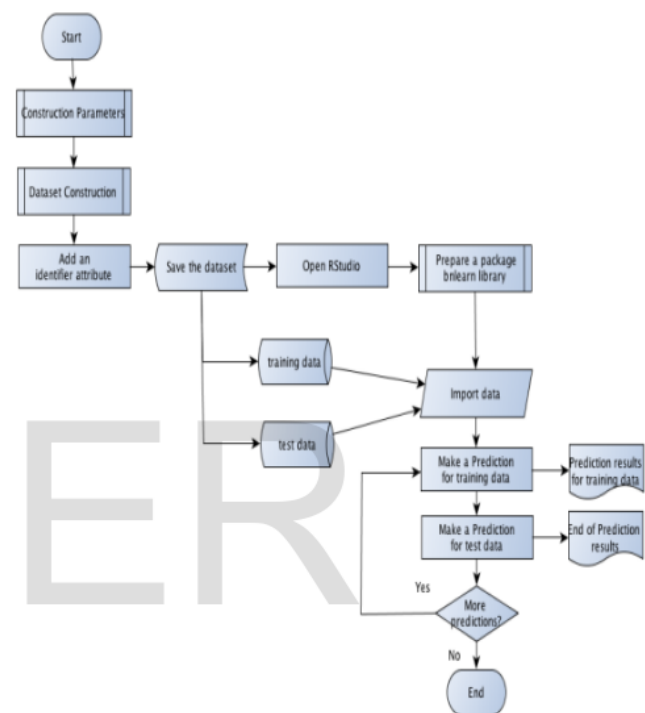 Start
Construction Parameters
Dataset Construction
Add an
identifier attribute
Save the dataset
Open RStudio
Prepare a package
bnlearn library
training data
Import data
test data
Make a Prediction
for training data
Prediction results
for training data
Make a Prediction
for test data
End of Prediction
results
Yes
More
predictions?
No
End
ER